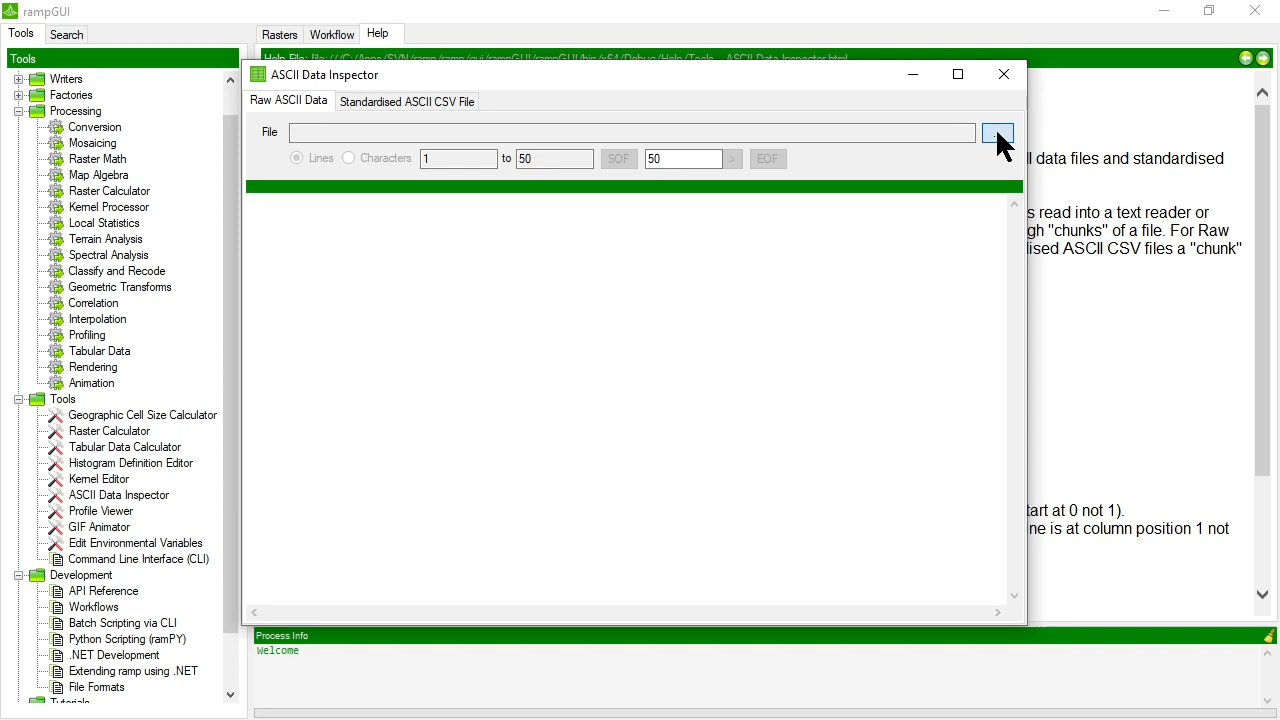 rampGUI
Tools Search
Rasters Workflow Help
Tools
Writers
Factories
Processing
Conversion
Mosaicing
Raster Math
Map Algebra
Raster Calculator
Kernel Processor
Local Statistics
Terrain Analysis
Spectral Analysis
Classify and Recode
Geometric Transforms
Correlation
Interpolation
Profiling
Tabular Data
Rendering
Animation
Tools
Geographic Cell Size Calculator
Raster Calculator
Tabular Data Calculator
Histogram Definition Editor
Kernel Editor
ASCII Data Inspector
Profile Viewer
GIF Animator
Edit Environmental Variables
Command Line Interface (CLI)
Development
API Reference
Workflows
Batch Scripting via CLI
Python Scripting (ramPY)
.NET Development
Extending ramp using .NET
File Formats
Tutorials
ASCII Data Inspector
Raw ASCII Data Standardised ASCII CSV File
File
Lines Characters 1 to 50 SOF 50 > EOF
data files and standardised
s read into a text reader or
gh "chunks" of a file. For Raw
ised ASCII CSV files a "chunk"
tart at 0 not 1).
ne is at column position 1 not
Process Info
Welcome